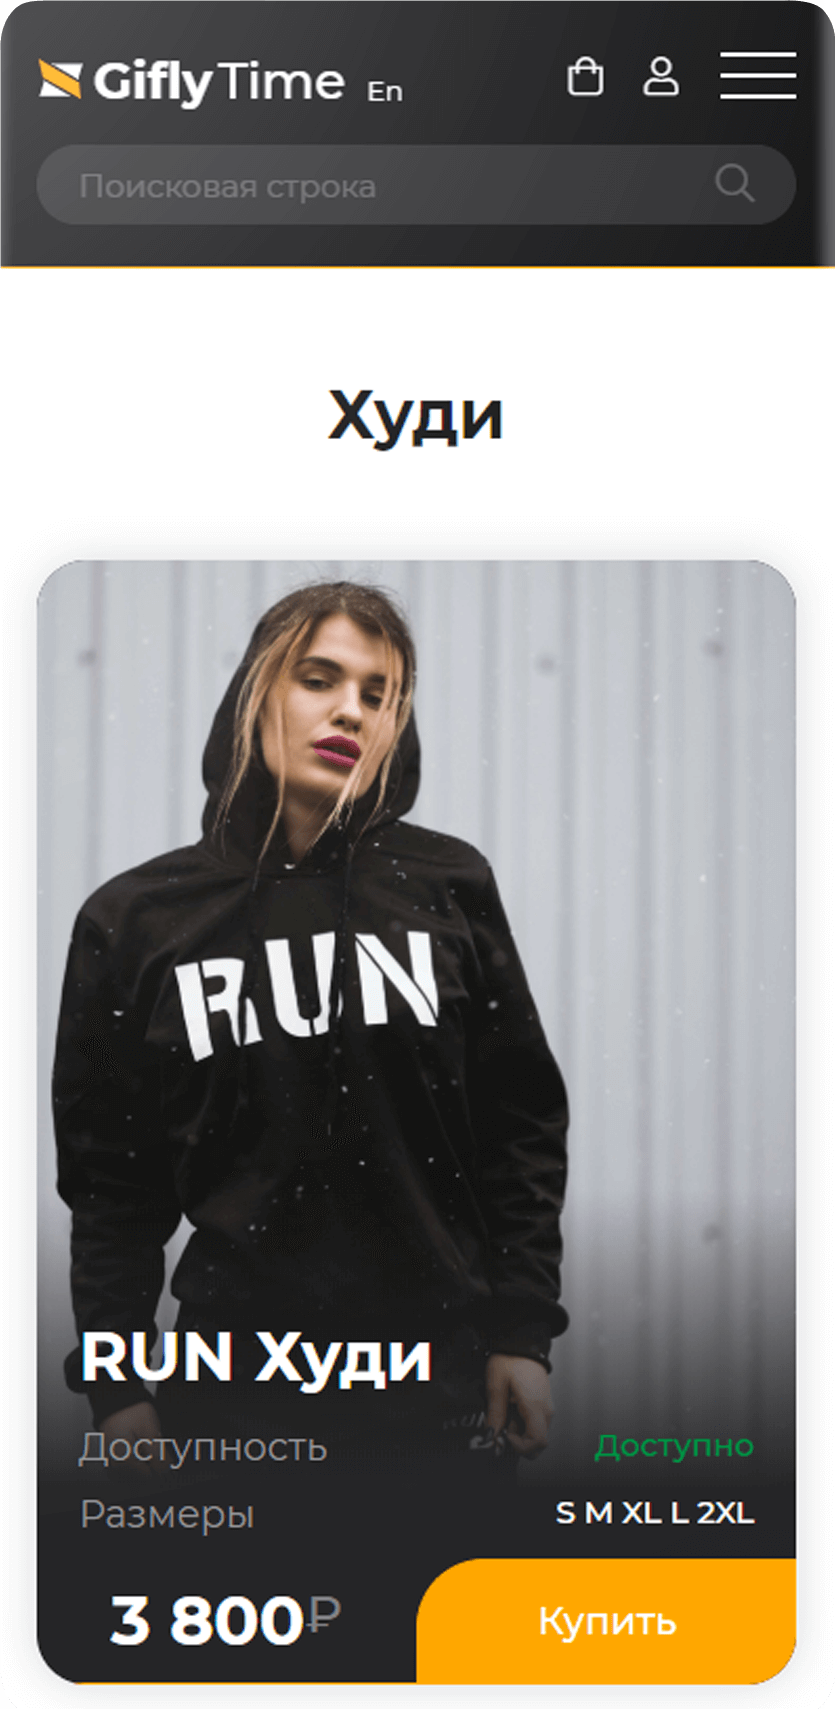 GiflyTime En
Поисковая строка
Худи
RUN
RUN Худи
Доступность Доступно
Размеры S M XL L 2XL
3 800₽ Купить